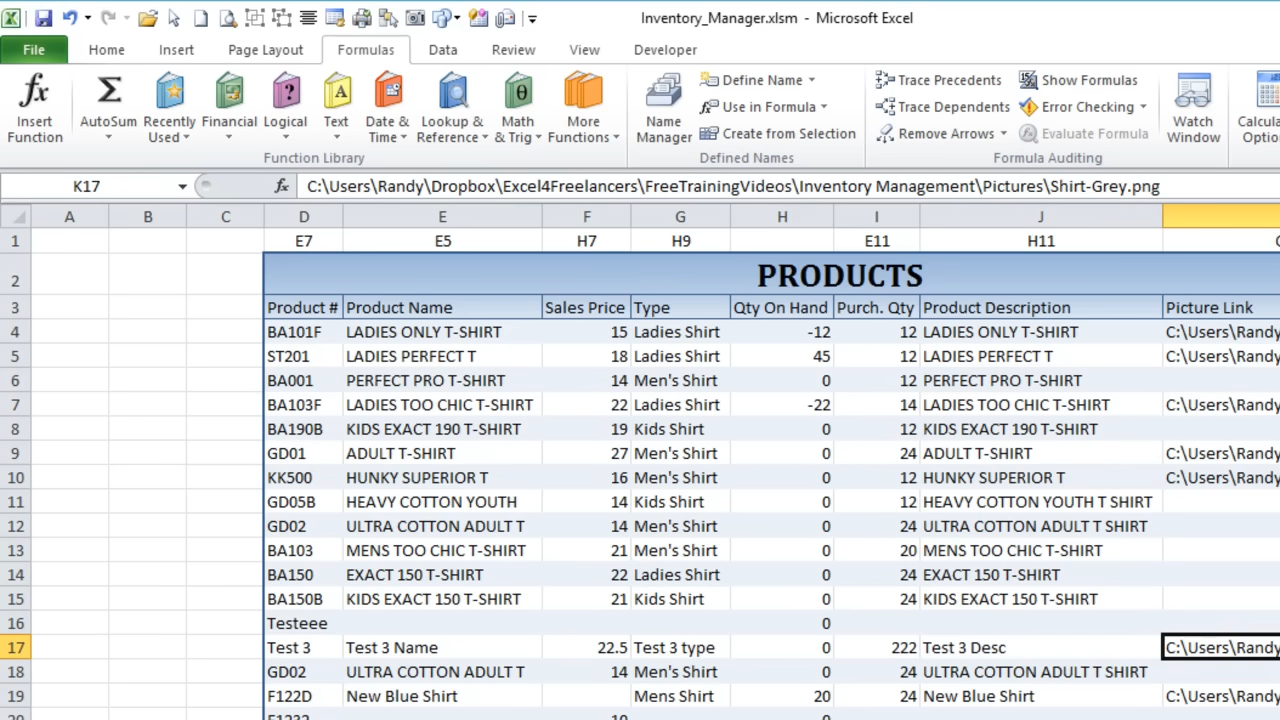 Inventory_Manager.xlsm - Microsoft Excel
File Home Insert Page Layout Formulas Data Review View Developer
fx Σ ? A θ
Insert Function AutoSum Recently Used Financial Logical Text Date & Time Lookup & Reference Math & Trig More Functions
Function Library
Name Manager
Define Name
Use in Formula
Create from Selection
Defined Names
Trace Precedents Show Formulas
Trace Dependents Error Checking
Remove Arrows Evaluate Formula
Formula Auditing
Watch Window
K17 fx C:\Users\Randy\Dropbox\Excel4Freelancers\FreeTrainingVideos\Inventory Management\Pictures\Shirt-Grey.png
A B C D E F G H I J
1 E7 E5 H7 H9 E11 H11
2 PRODUCTS
3 Product # Product Name Sales Price Type Qty On Hand Purch. Qty Product Description Picture Link
4 BA101F LADIES ONLY T-SHIRT 15 Ladies Shirt -12 12 LADIES ONLY T-SHIRT C:\Users\Randy
5 ST201 LADIES PERFECT T 18 Ladies Shirt 45 12 LADIES PERFECT T C:\Users\Randy
6 BA001 PERFECT PRO T-SHIRT 14 Men's Shirt 0 12 PERFECT PRO T-SHIRT
7 BA103F LADIES TOO CHIC T-SHIRT 22 Ladies Shirt -22 14 LADIES TOO CHIC T-SHIRT C:\Users\Randy
8 BA190B KIDS EXACT 190 T-SHIRT 19 Kids Shirt 0 12 KIDS EXACT 190 T-SHIRT
9 GD01 ADULT T-SHIRT 27 Men's Shirt 0 24 ADULT T-SHIRT C:\Users\Randy
10 KK500 HUNKY SUPERIOR T 16 Men's Shirt 0 12 HUNKY SUPERIOR T C:\Users\Randy
11 GD05B HEAVY COTTON YOUTH 14 Kids Shirt 0 12 HEAVY COTTON YOUTH T SHIRT
12 GD02 ULTRA COTTON ADULT T 14 Men's Shirt 0 24 ULTRA COTTON ADULT T SHIRT
13 BA103 MENS TOO CHIC T-SHIRT 21 Men's Shirt 0 20 MENS TOO CHIC T-SHIRT
14 BA150 EXACT 150 T-SHIRT 22 Ladies Shirt 0 24 EXACT 150 T-SHIRT
15 BA150B KIDS EXACT 150 T-SHIRT 21 Kids Shirt 0 24 KIDS EXACT 150 T-SHIRT
16 Testeee 0
17 Test 3 Test 3 Name 22.5 Test 3 type 0 222 Test 3 Desc C:\Users\Randy
18 GD02 ULTRA COTTON ADULT T 14 Men's Shirt 0 24 ULTRA COTTON ADULT T SHIRT
19 F122D New Blue Shirt Mens Shirt 20 24 New Blue Shirt C:\Users\Randy